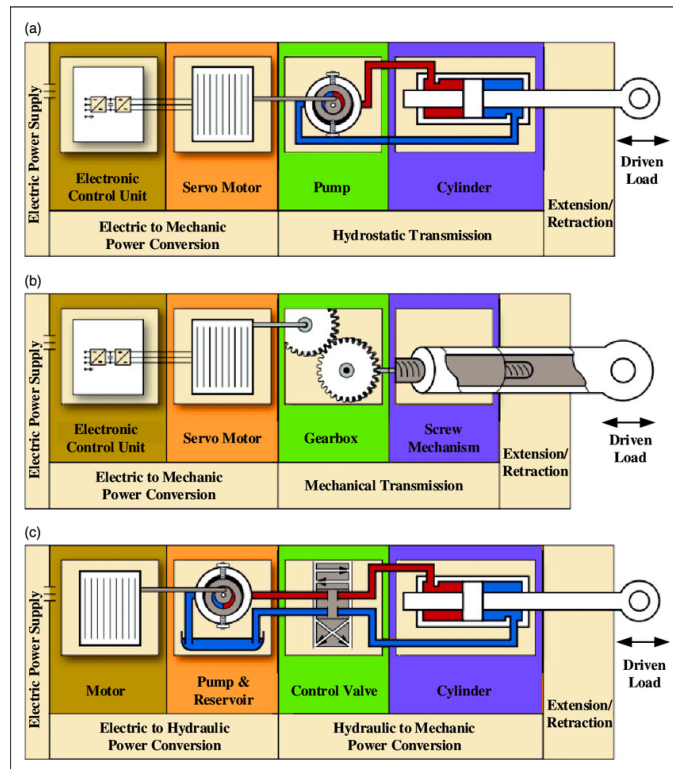 (a)
Electric Power Supply
Electronic
Control Unit
Servo Motor
Pump
Cylinder
Extension/
Retraction
Driven
Load
Electric to Mechanic
Power Conversion
Hydrostatic Transmission
(b)
Electric Power Supply
Electronic
Control Unit
Servo Motor
Gearbox
Screw
Mechanism
Extension/
Retraction
Driven
Load
Electric to Mechanic
Power Conversion
Mechanical Transmission
(c)
Electric Power Supply
Motor
Pump &
Reservoir
Control Valve
Cylinder
Extension/
Retraction
Driven
Load
Electric to Hydraulic
Power Conversion
Hydraulic to Mechanic
Power Conversion